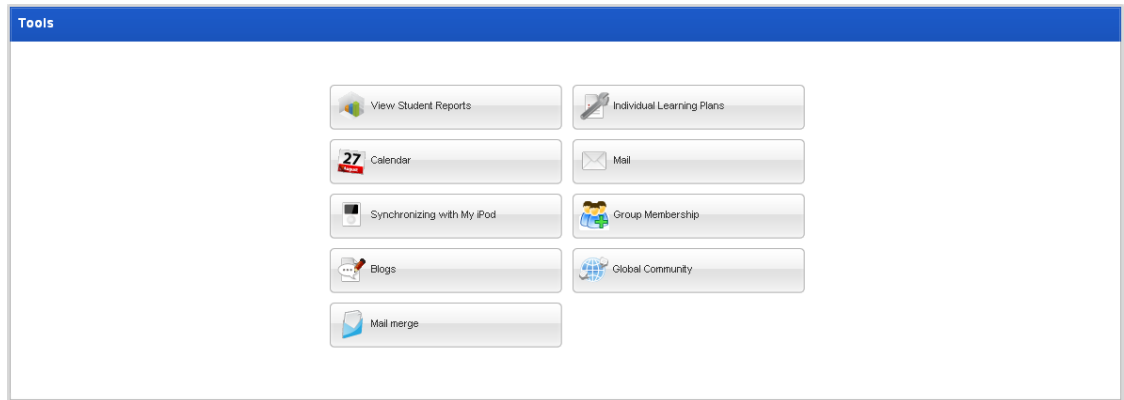 Tools
View Student Reports
Individual Learning Plans
27 Calendar
August
Mail
Synchronizing with My iPod
Group Membership
Blogs
Global Community
Mail merge